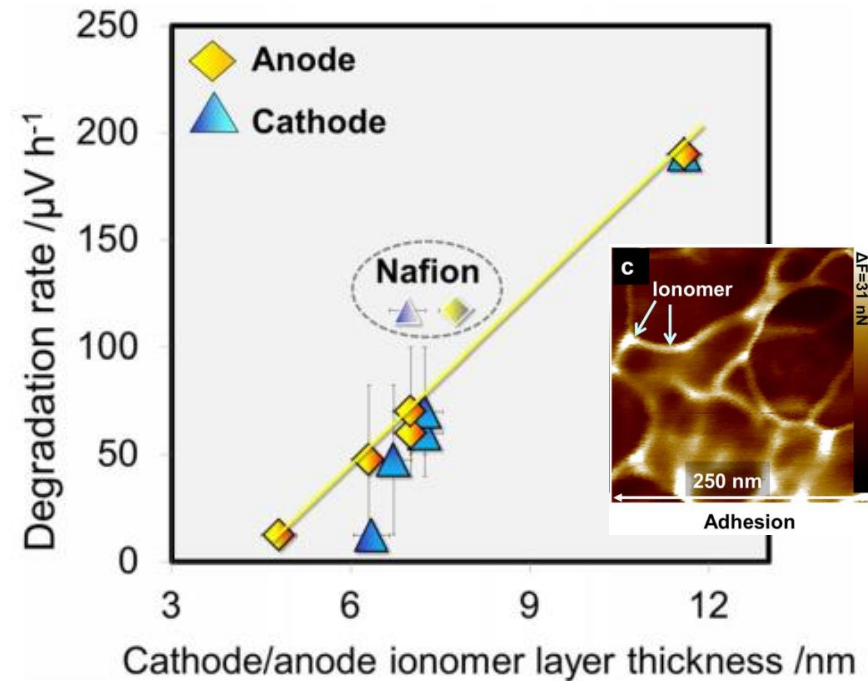 250
200
150
100
50
0
Degradation rate /µV h⁻¹
Anode
Cathode
Nafion
c
Ionomer
ΔF=31 nN
250 nm
Adhesion
3 6 9 12
Cathode/anode ionomer layer thickness /nm